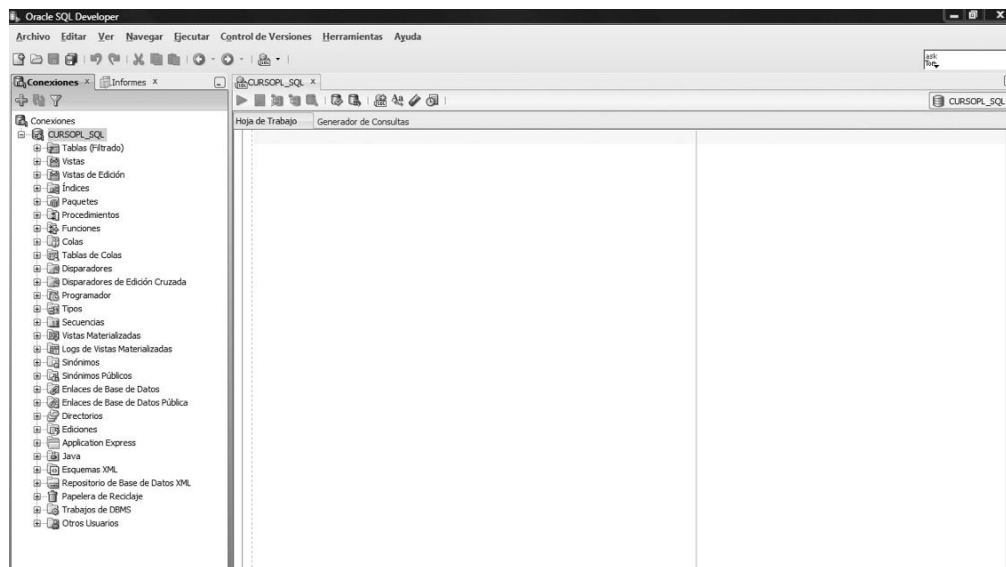 Oracle SQL Developer
Archivo Editar Ver Navegar Ejecutar Control de Versiones Herramientas Ayuda
Conexiones Informes
CURSOPL_SQL
CURSOPL_SQL
Hoja de Trabajo Generador de Consultas
Conexiones
CURSOPL_SQL
Tablas (Filtrado)
Vistas
Vistas de Edición
Índices
Paquetes
Procedimientos
Funciones
Colas
Tablas de Colas
Disparadores
Disparadores de Edición Cruzada
Programador
Tipos
Secuencias
Vistas Materializadas
Logs de Vistas Materializadas
Sinónimos
Sinónimos Públicos
Enlaces de Base de Datos
Enlaces de Base de Datos Pública
Directorios
Ediciones
Application Express
Java
Esquemas XML
Repositorio de Base de Datos XML
Papelera de Reciclaje
Trabajos de DBMS
Otros Usuarios